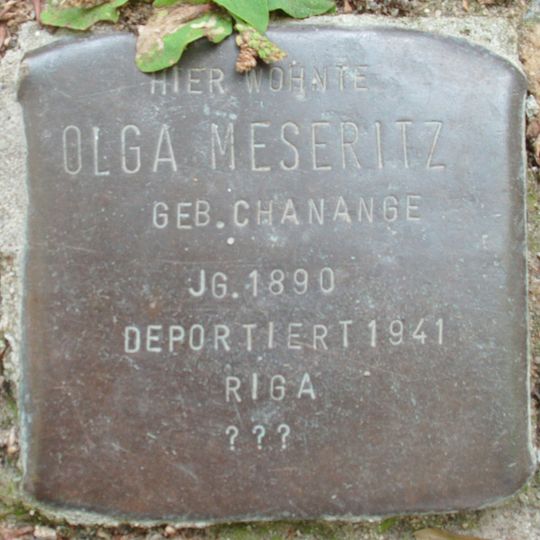 HIER WOHNTE
OLGA MESERITZ
GEB. CHANANGE
JG. 1890
DEPORTIERT 1941
RIGA
???